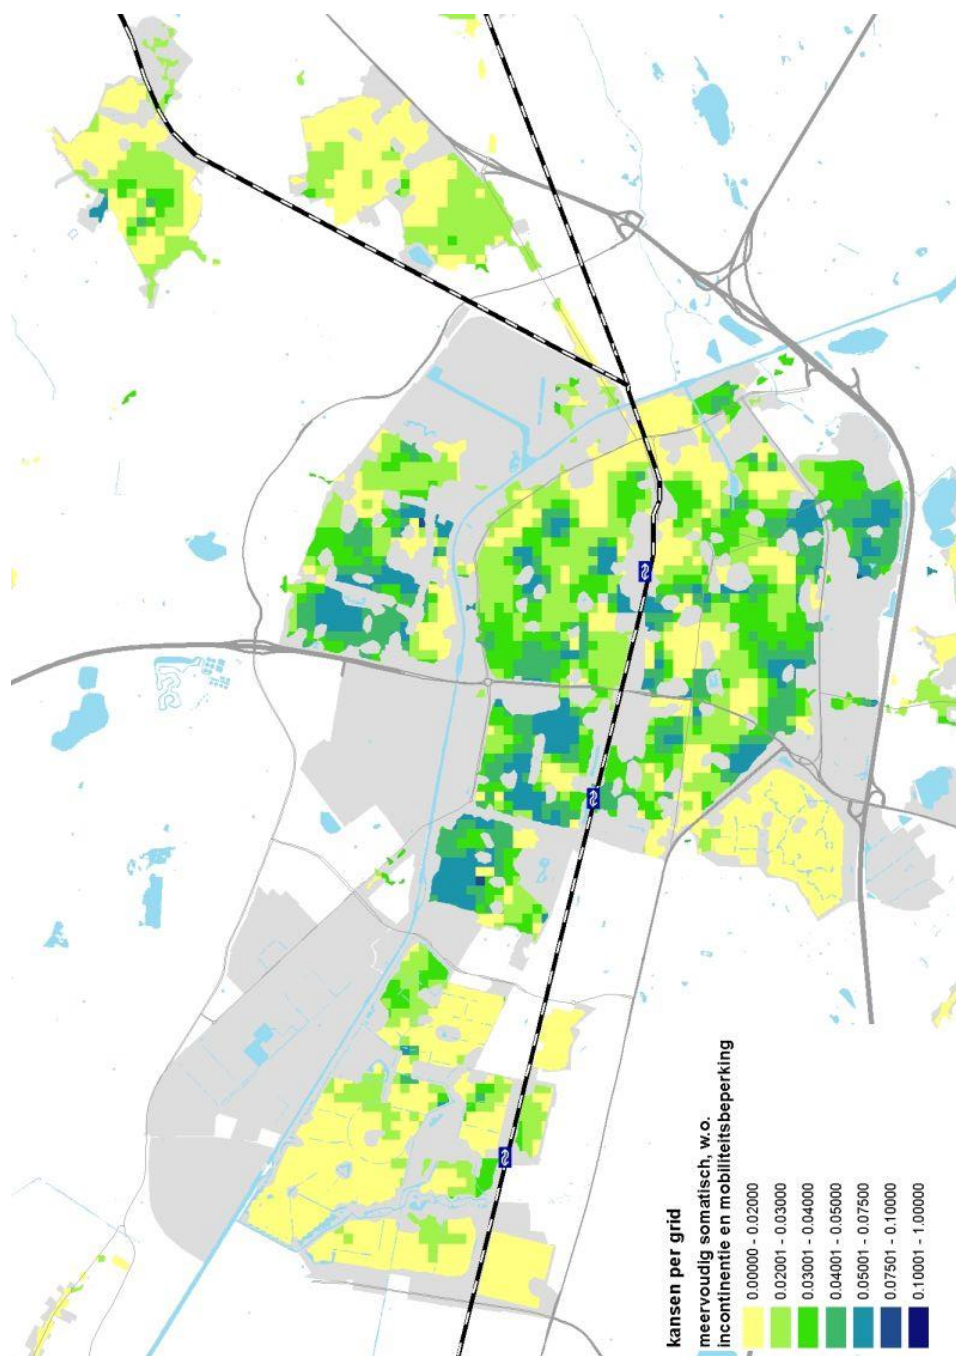 kansen per grid
meervoudig somatisch, w.o.
incontinentie en mobiliteitsbeperking
0.00000 - 0.02000
0.02001 - 0.03000
0.03001 - 0.04000
0.04001 - 0.05000
0.05001 - 0.07500
0.07501 - 0.10000
0.10001 - 1.00000